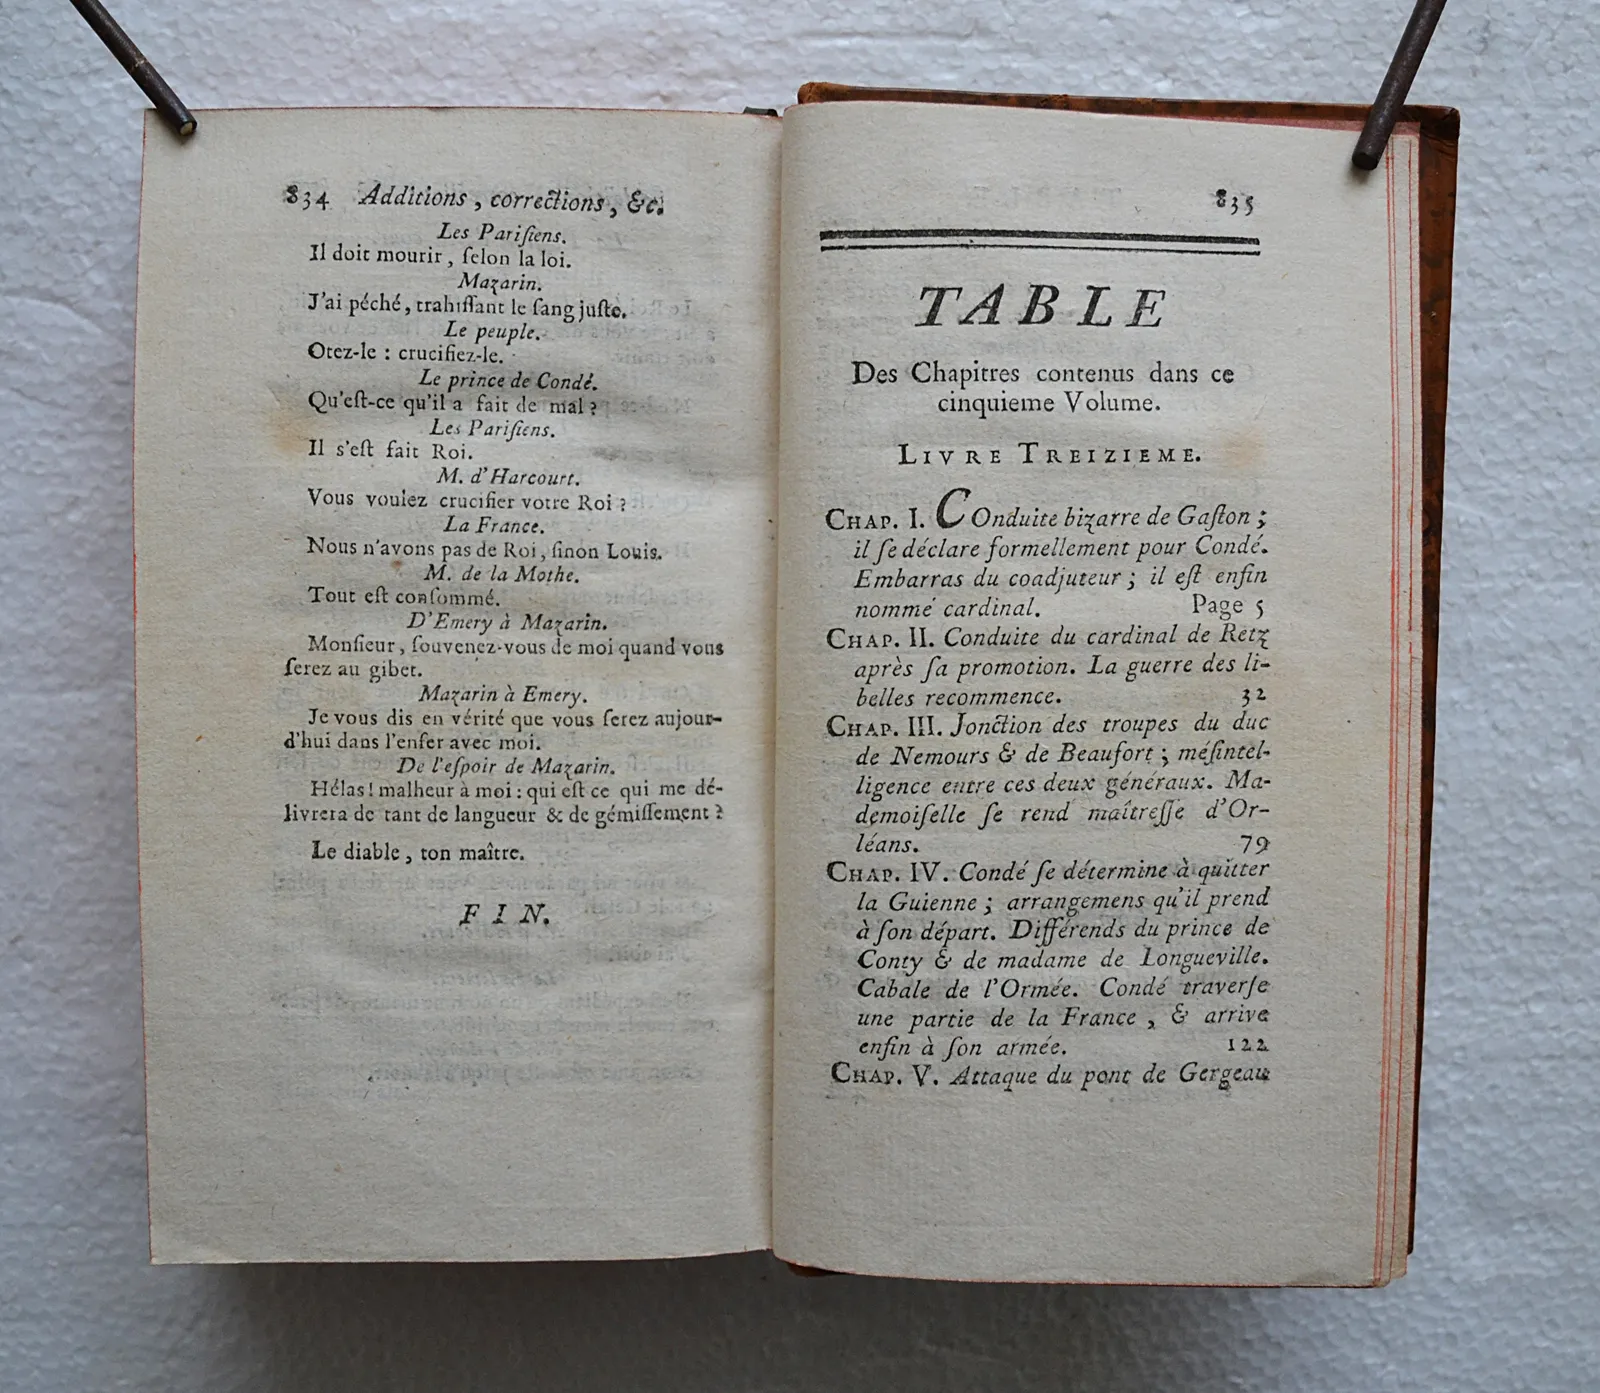 834 Additions, corrections, &c.
Les Pariſiens.
Il doit mourir, ſelon la loi.
Mazarin.
J'ai péché, trahiſſant le ſang juſte.
Le peuple.
Otez-le : crucifiez-le.
Le prince de Condé.
Qu'eſt-ce qu'il a fait de mal ?
Les Pariſiens.
Il s'eſt fait Roi.
M. d'Harcourt.
Vous voulez crucifier votre Roi ?
La France.
Nous n'avons pas de Roi, ſinon Louis.
M. de la Mothe.
Tout eſt conſommé.
D'Emery à Mazarin.
Monſieur, ſouvenez-vous de moi quand vous
ſerez au gibet.
Mazarin à Emery.
Je vous dis en vérité que vous ſerez aujour-
d'hui dans l'enfer avec moi.
De l'eſpoir de Mazarin.
Hélas ! malheur à moi : qui eſt ce qui me dé-
livrera de tant de langueur & de gémiſſement ?
Le diable, ton maître.
FIN.
835
TABLE
Des Chapitres contenus dans ce
cinquieme Volume.
LIVRE TREIZIEME.
CHAP. I. COnduite bizarre de Gaſton ;
il ſe déclare formellement pour Condé.
Embarras du coadjuteur ; il eſt enfin
nommé cardinal. Page 5
CHAP. II. Conduite du cardinal de Retz
après ſa promotion. La guerre des li-
belles recommence. 32
CHAP. III. Jonction des troupes du duc
de Nemours & de Beaufort ; méſintel-
ligence entre ces deux généraux. Ma-
demoiſelle ſe rend maîtreſſe d'Or-
léans. 79
CHAP. IV. Condé ſe détermine à quitter
la Guienne ; arrangemens qu'il prend
à ſon départ. Différends du prince de
Conty & de madame de Longueville.
Cabale de l'Ormée. Condé traverſe
une partie de la France, & arrive
enfin à ſon armée. 122
CHAP. V. Attaque du pont de Gergeau